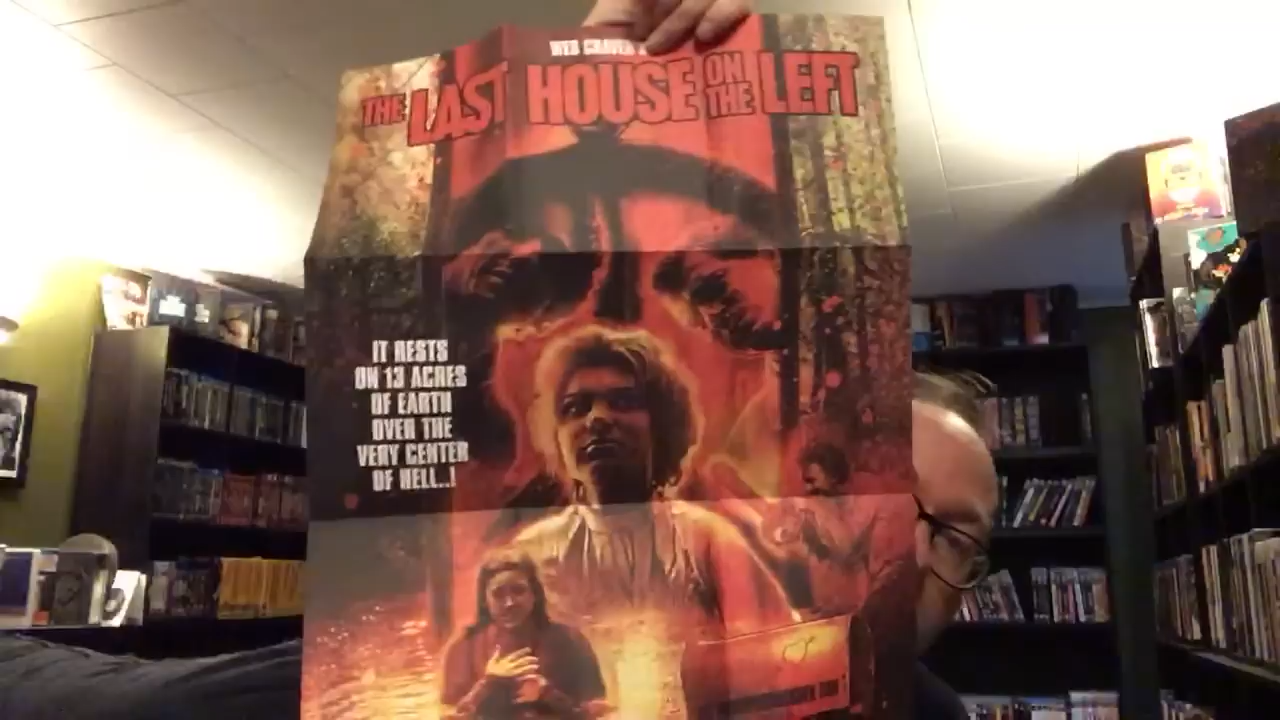 WES CRAVEN'S
THE LAST HOUSE ON THE LEFT
IT RESTS
ON 13 ACRES
OF EARTH
OVER THE
VERY CENTER
OF HELL..!